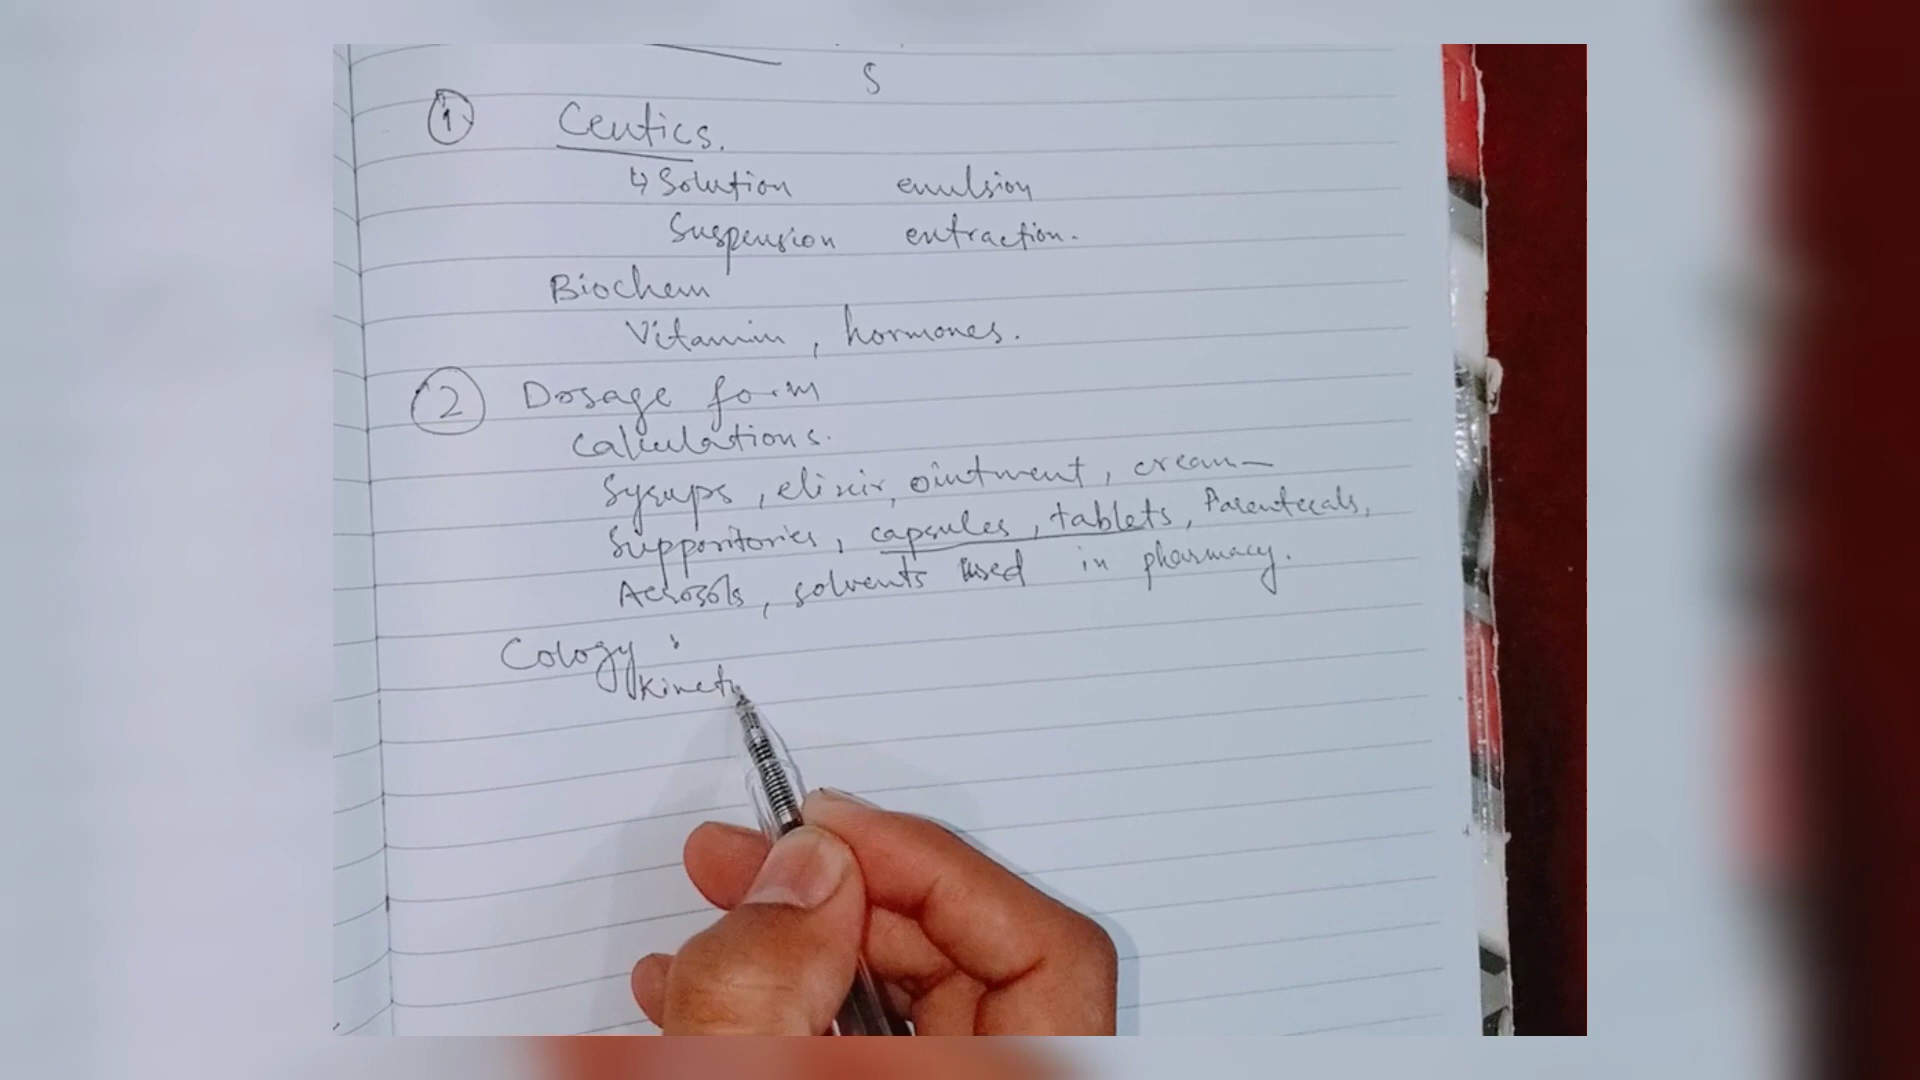 S
① Ceutics.
↳ Solution emulsion
Suspension extraction.
Biochem
Vitamin, hormones.
② Dosage form
Calculations.
Syrups, elixir, ointment, cream
Suppositories, capsules, tablets, Parenterals,
Aerosols, solvents used in pharmacy.
Cology :
Kineti